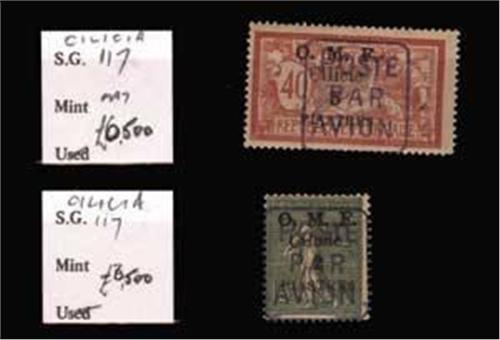 CILICIA
S.G. 117
Mint
£6,500
Used
O. M. F.
Cilicie
40
POSTE
PAR
AVION
CILICIA
S.G. 117
Mint
£6,500
Used
O. M. F.
Cilicie
POSTE
PAR
AVION